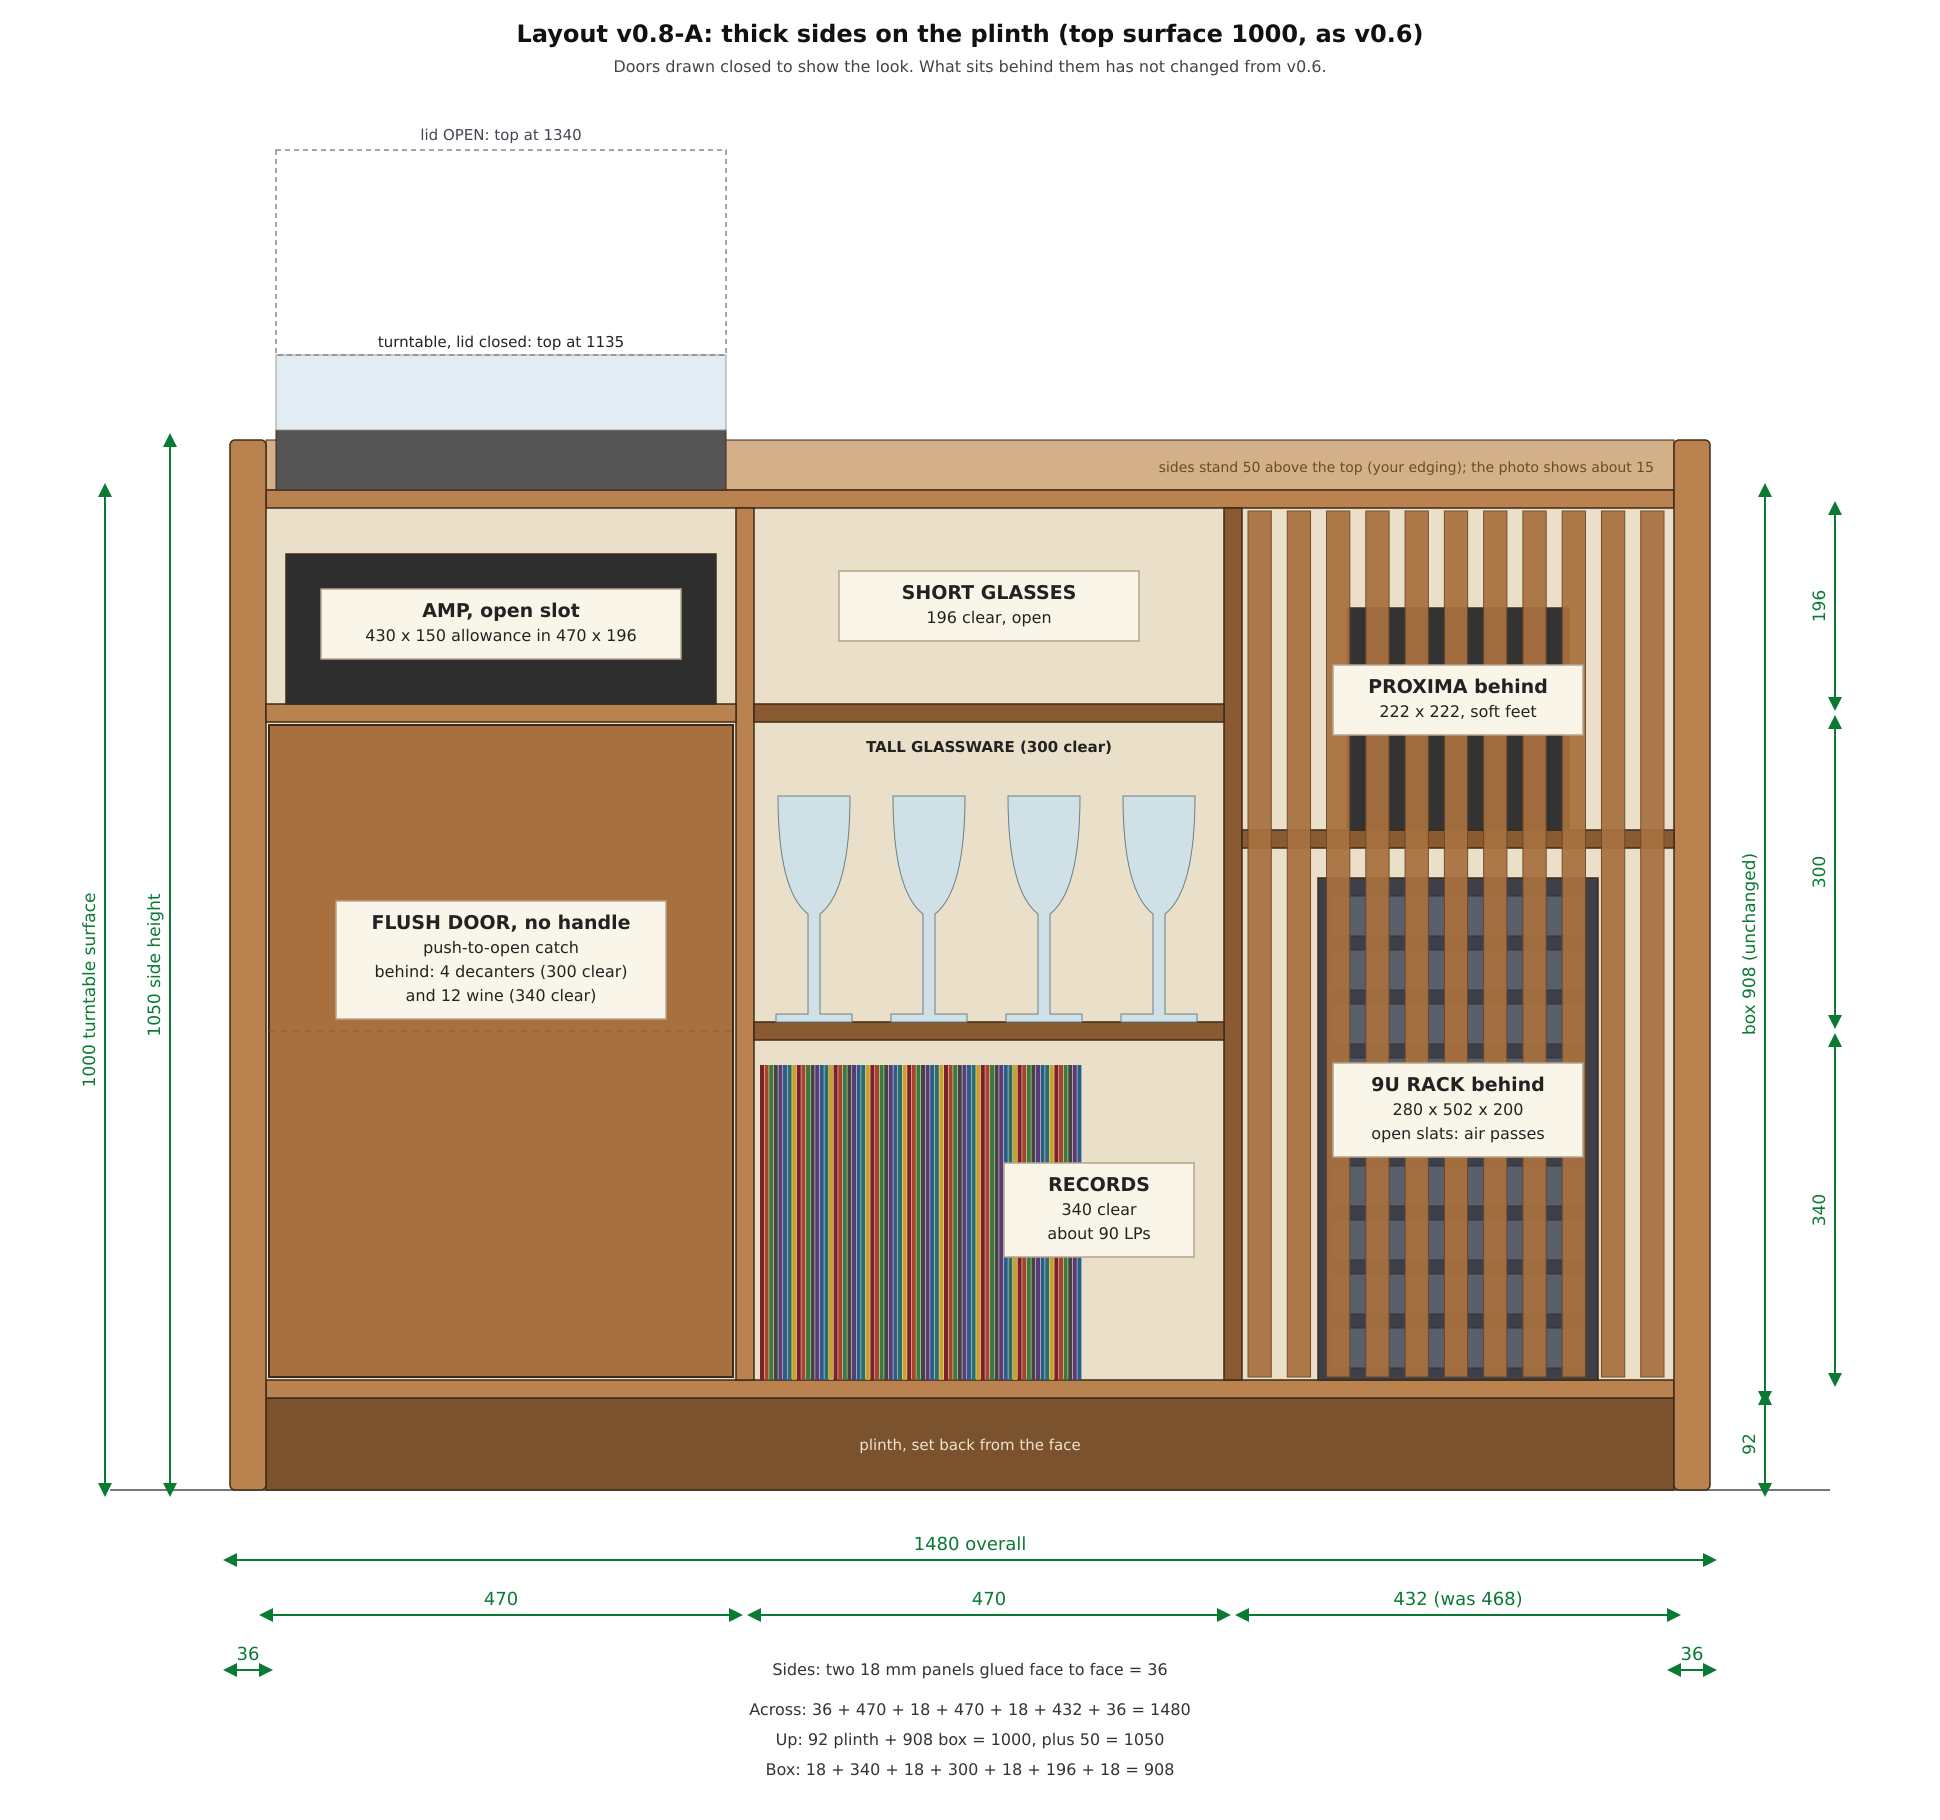 Layout v0.8-A: thick sides on the plinth (top surface 1000, as v0.6)
Doors drawn closed to show the look. What sits behind them has not changed from v0.6.
lid OPEN: top at 1340
turntable, lid closed: top at 1135
sides stand 50 above the top (your edging); the photo shows about 15
AMP, open slot
430 x 150 allowance in 470 x 196
SHORT GLASSES
196 clear, open
PROXIMA behind
222 x 222, soft feet
TALL GLASSWARE (300 clear)
FLUSH DOOR, no handle
push-to-open catch
behind: 4 decanters (300 clear)
and 12 wine (340 clear)
9U RACK behind
280 x 502 x 200
open slats: air passes
RECORDS
340 clear
about 90 LPs
plinth, set back from the face
1000 turntable surface
1050 side height
box 908 (unchanged)
92
196
300
340
1480 overall
470
470
432 (was 468)
36
36
Sides: two 18 mm panels glued face to face = 36
Across: 36 + 470 + 18 + 470 + 18 + 432 + 36 = 1480
Up: 92 plinth + 908 box = 1000, plus 50 = 1050
Box: 18 + 340 + 18 + 300 + 18 + 196 + 18 = 908